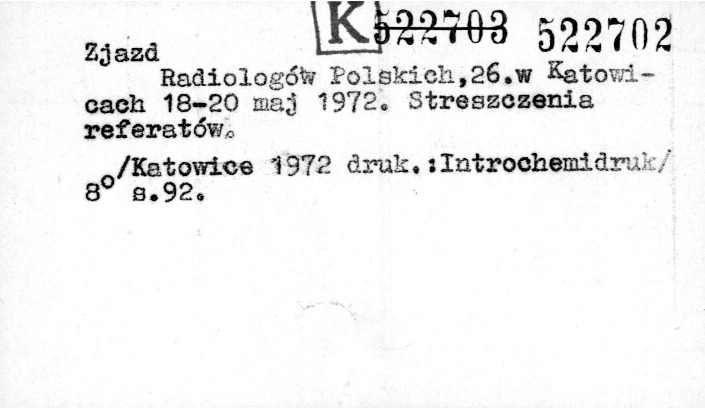 K 522703 522702
Zjazd
Radiologów Polskich,26.w Katowi-
cach 18-20 maj 1972. Streszczenia
referatów.
/Katowice 1972 druk.:Introchemidruk/
8° s.92.